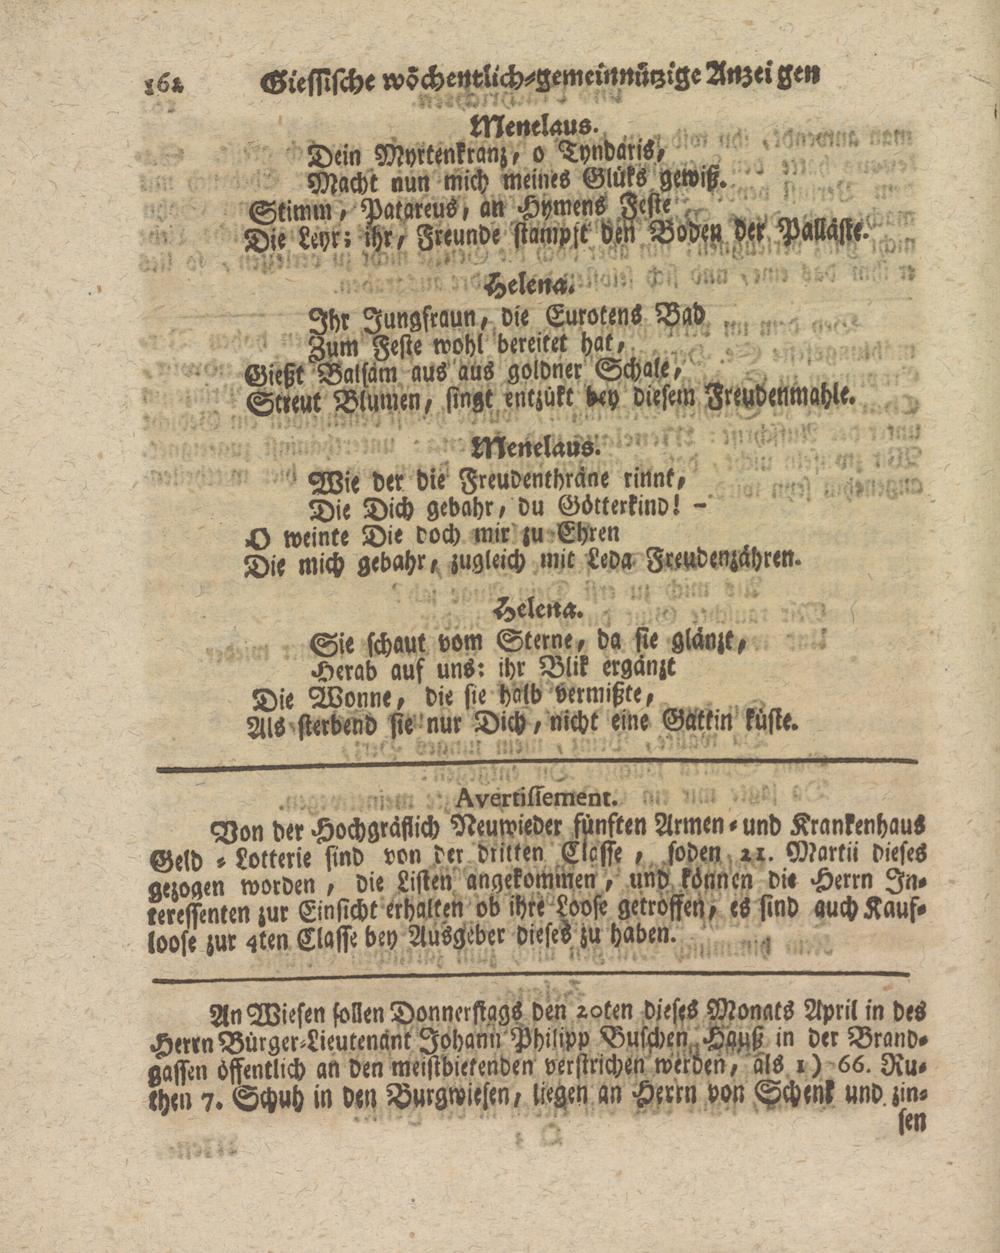 162 Giessische wöchentlich-gemeinnützige Anzeigen
Menelaus.
Dein Myrtenkranz, o Tyndaris,
Macht nun mich meines Glüks gewiß.
Stimm, Patareus, an Hymens Feste
Die Leyr; ihr, Freunde stampft den Boden der Palläste.
Helena.
Ihr Jungfraun, die Eurotens Bad
Zum Feste wohl bereitet hat,
Gießt Balsam aus aus goldner Schale,
Streut Blumen, singt entzükt bey diesem Freudenmahle.
Menelaus.
Wie der die Freudenthräne rinnt,
Die Dich gebahr, du Götterkind! –
O weinte Die doch mir zu Ehren
Die mich gebahr, zugleich mit Leda Freudenzähren.
Helena.
Sie schaut vom Sterne, da sie glänzt,
Herab auf uns: ihr Blik ergänzt
Die Wonne, die sie halb vermißte,
Als sterbend sie nur Dich, nicht eine Gattin küste.
Avertissement.
Von der Hochgräflich Neuwieder fünften Armen- und Krankenhaus
Geld-Lotterie sind von der dritten Classe, soden 21. Martii dieses
gezogen worden, die Listen angekommen, und können die Herrn In-
teressenten zur Einsicht erhalten ob ihre Loose getroffen, es sind auch Kauf-
loose zur 4ten Classe bey Ausgeber dieses zu haben.
An Wiesen sollen Donnerstags den 20ten dieses Monats April in des
Herrn Bürger-Lieutenant Johann Philipp Buschen Hauß in der Brand-
gassen öffentlich an den meistbietenden verstrichen werden, als 1) 66. Ru-
then 7. Schuh in den Burgwiesen, liegen an Herrn von Schenk und zin-
sen